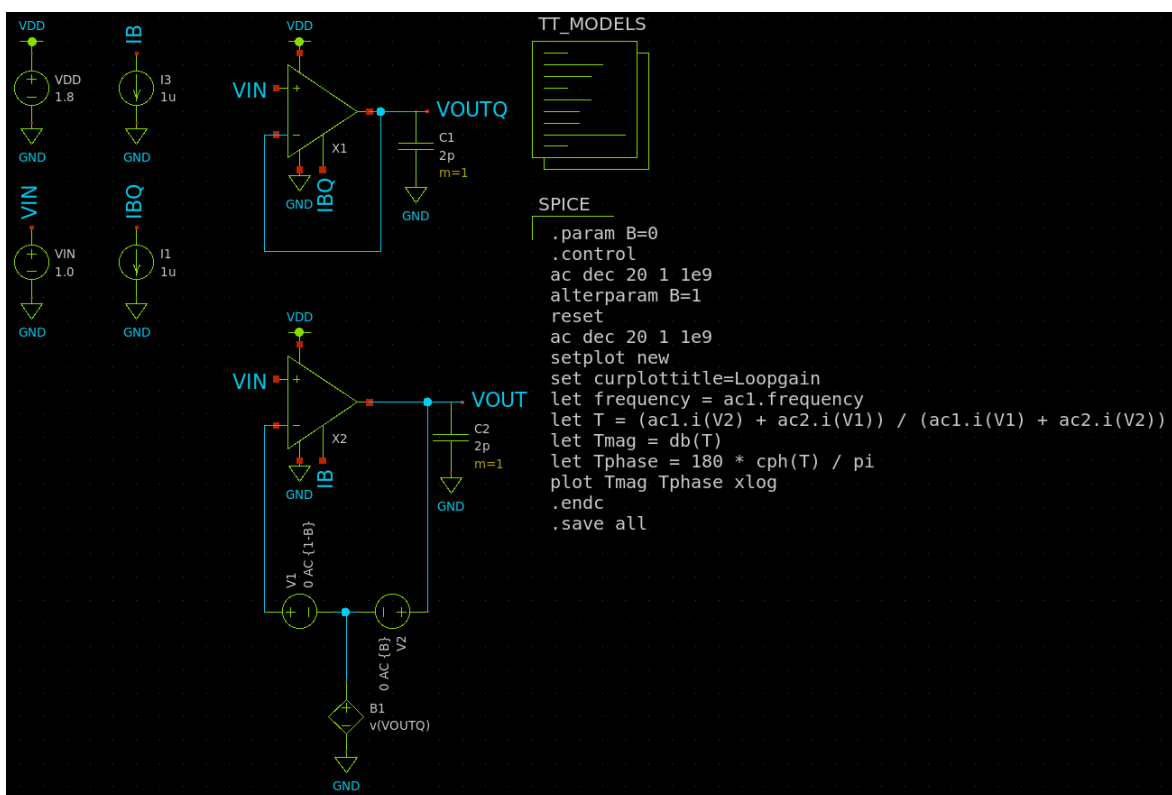 VDD
VDD
1.8
GND
IB
I3
1u
GND
VIN
VIN
1.0
GND
IBQ
I1
1u
GND
VDD
VIN
+
−
X1
GND
IBQ
VOUTQ
C1
2p
m=1
GND
VDD
VIN
+
−
X2
GND
IB
VOUT
C2
2p
m=1
GND
V1
0 AC {1-B}
V2
0 AC {B}
B1
v(VOUTQ)
GND
TT_MODELS
SPICE
.param B=0
.control
ac dec 20 1 1e9
alterparam B=1
reset
ac dec 20 1 1e9
setplot new
set curplottitle=Loopgain
let frequency = ac1.frequency
let T = (ac1.i(V2) + ac2.i(V1)) / (ac1.i(V1) + ac2.i(V2))
let Tmag = db(T)
let Tphase = 180 * cph(T) / pi
plot Tmag Tphase xlog
.endc
.save all